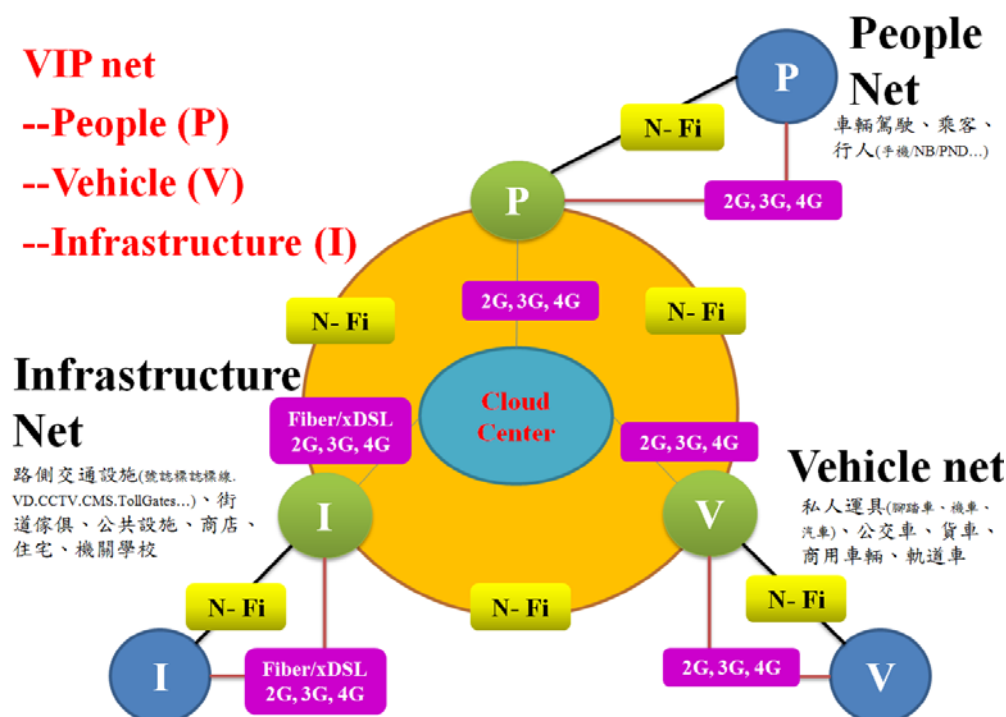 VIP net
--People (P)
--Vehicle (V)
--Infrastructure (I)
People
Net
車輛駕駛、乘客、
行人(手機/NB/PND...)
P
N- Fi
2G, 3G, 4G
P
2G, 3G, 4G
N- Fi
N- Fi
Cloud
Center
Infrastructure
Net
路側交通設施(號誌標誌標線.
VD.CCTV.CMS.TollGates...)、街
道傢俱、公共設施、商店、
住宅、機關學校
Fiber/xDSL
2G, 3G, 4G
I
N- Fi
I
Fiber/xDSL
2G, 3G, 4G
N- Fi
2G, 3G, 4G
V
Vehicle net
私人運具(腳踏車、機車、
汽車)、公交車、貨車、
商用車輛、軌道車
N- Fi
2G, 3G, 4G
V